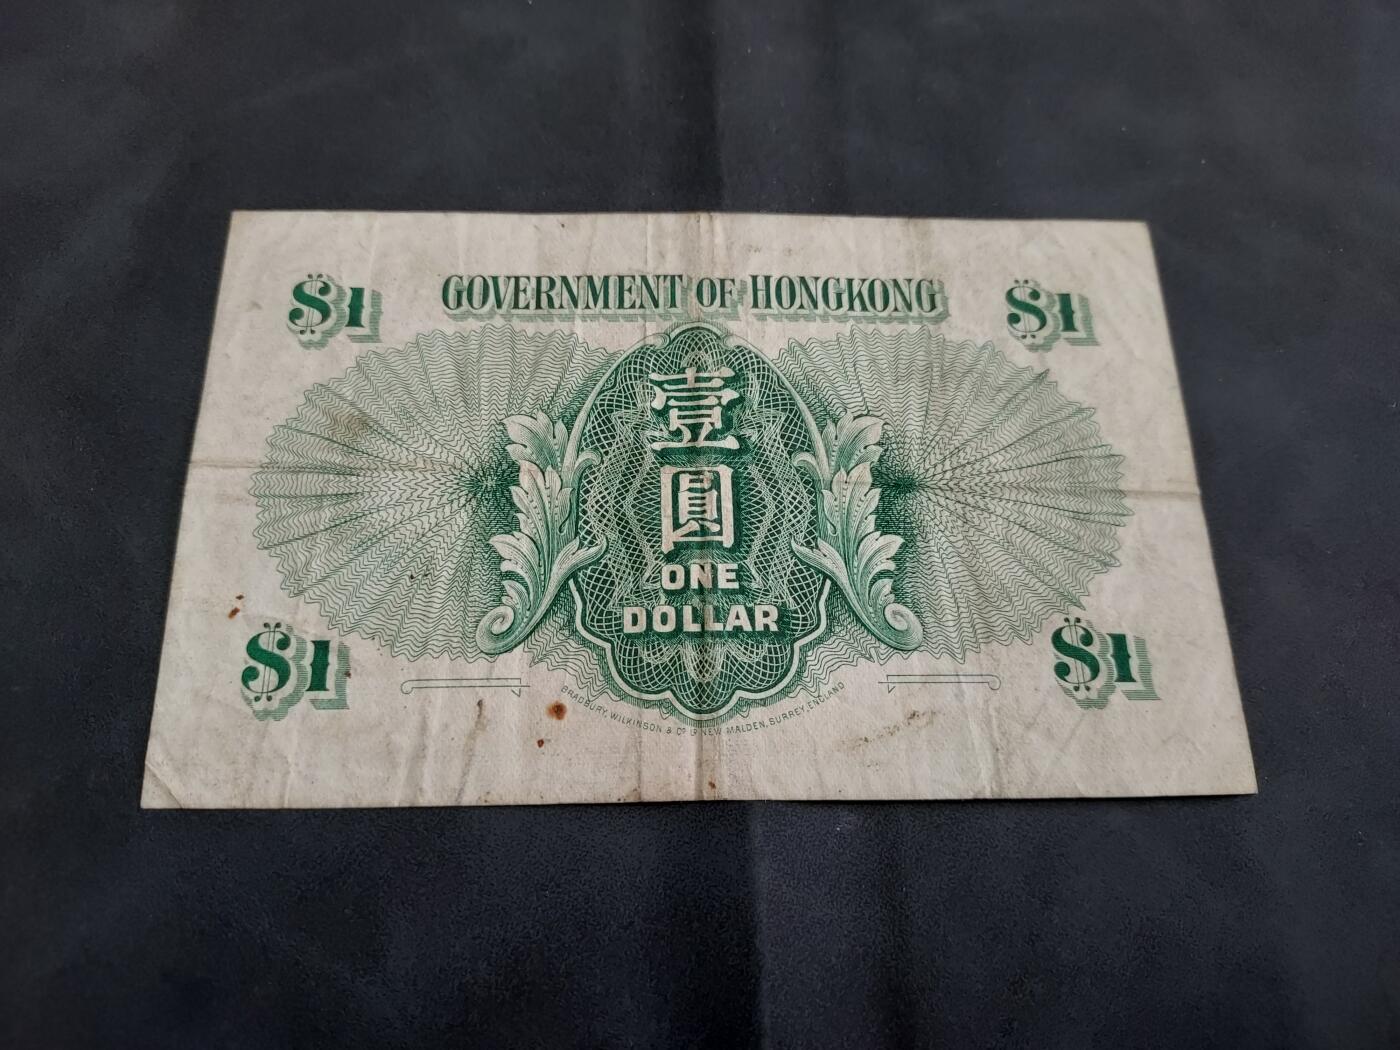 $1 GOVERNMENT OF HONGKONG $1
壹
圓
ONE
DOLLAR
$1 $1
BRADBURY, WILKINSON & Cº Lº NEW MALDEN, SURREY, ENGLAND